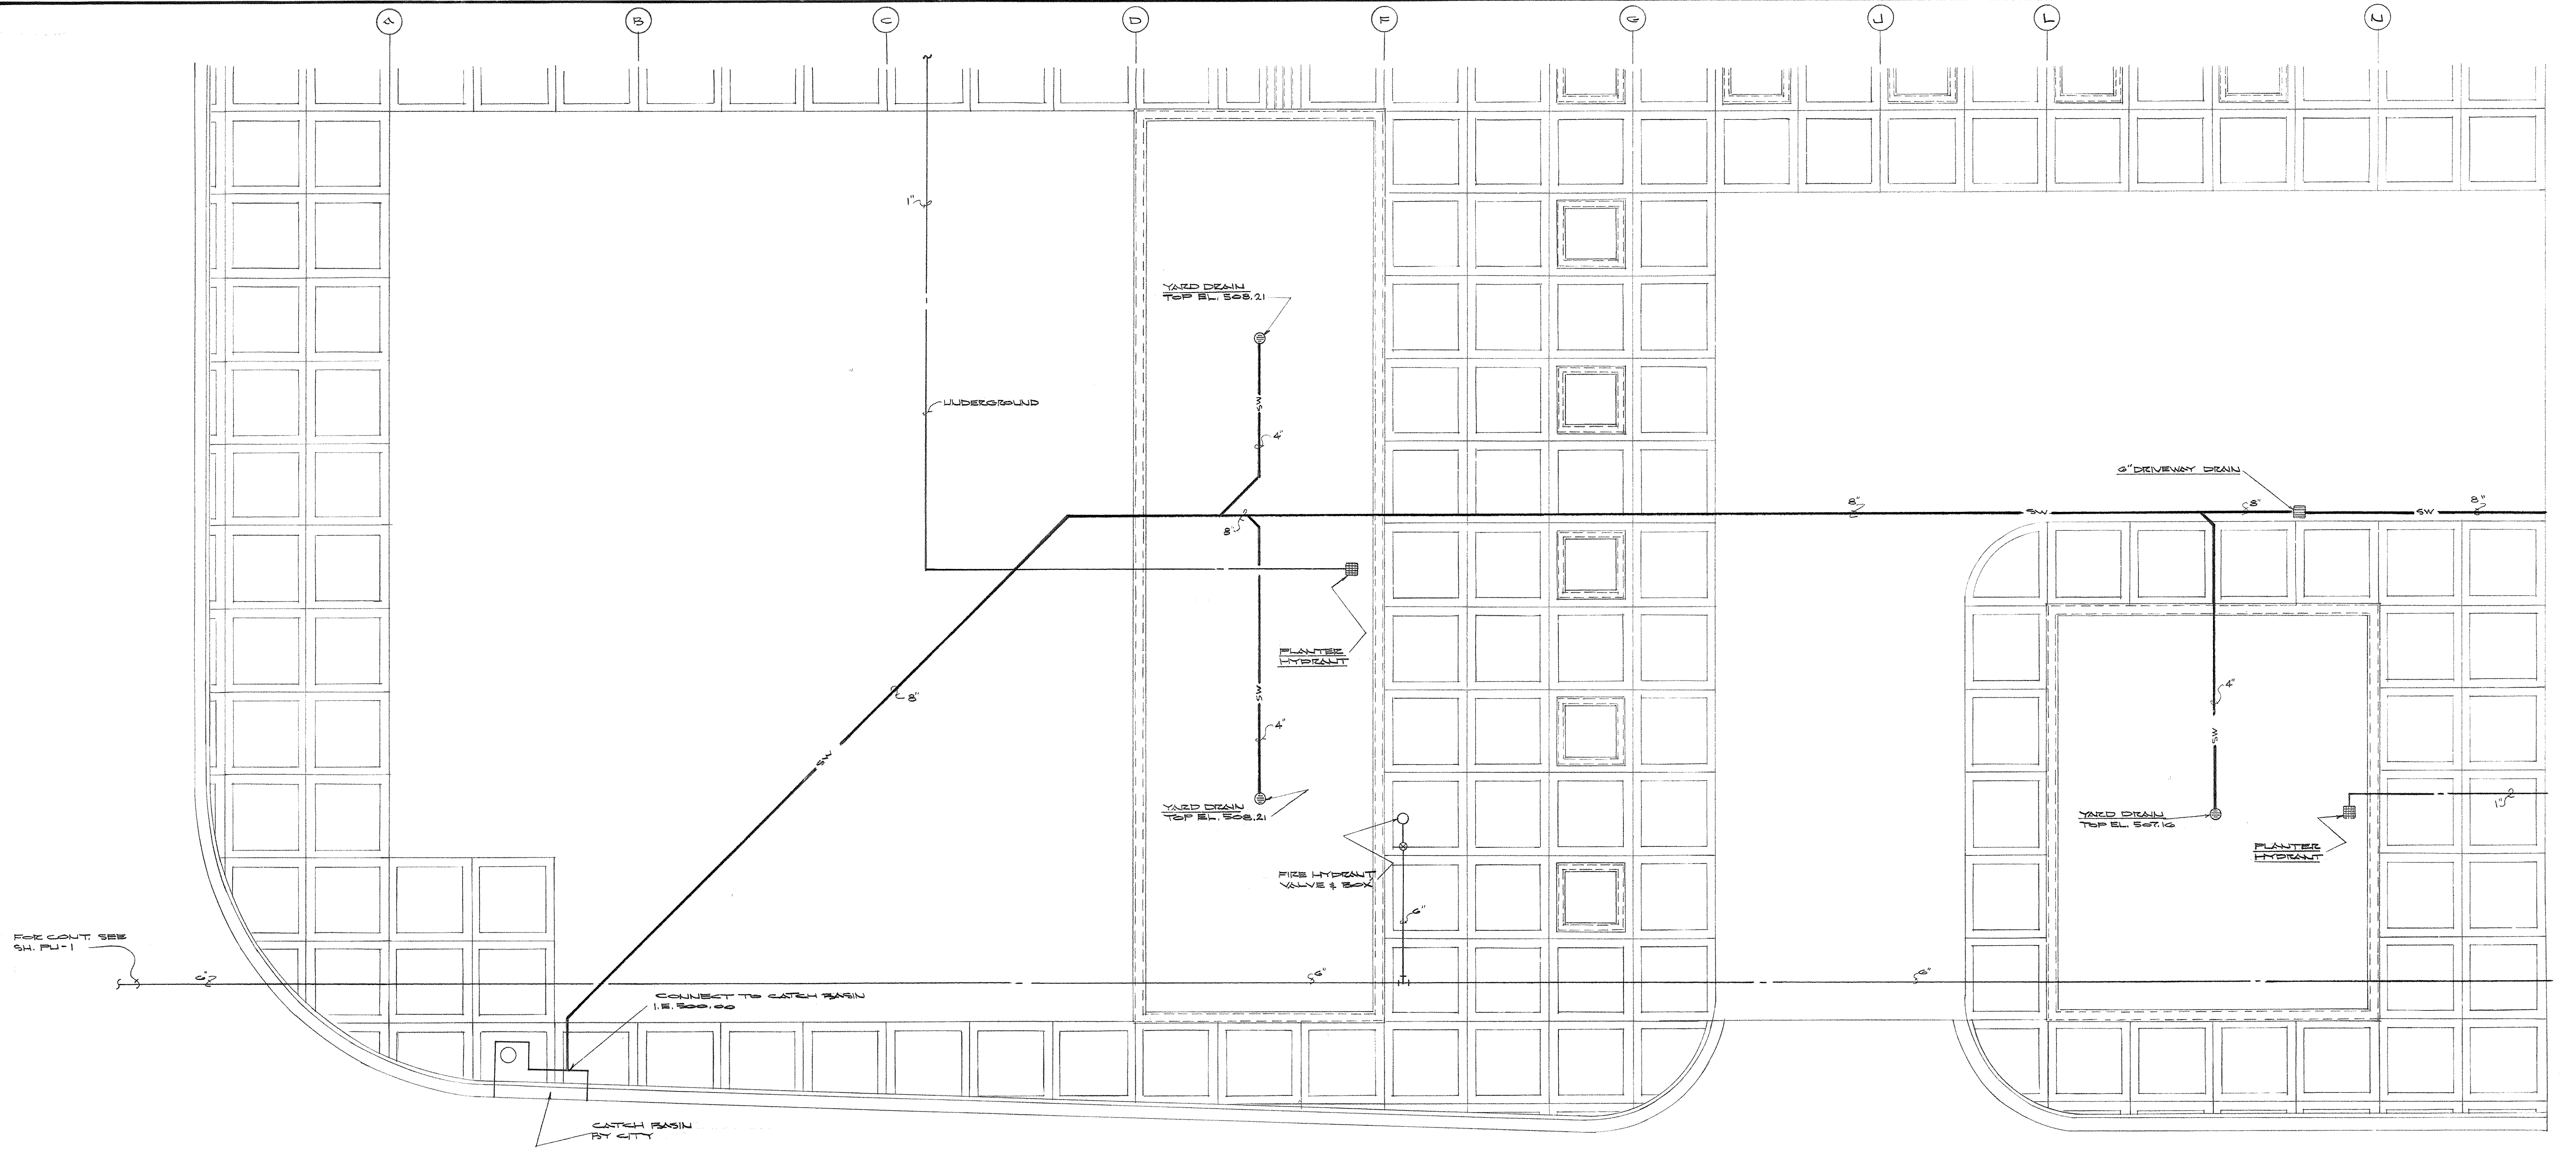 A B C D F G J L N
1"
YARD DRAIN
TOP EL. 508.21
SW
UNDERGROUND
4"
6" DRIVEWAY DRAIN
8"
SW
8"
SW
8"
8"
PLANTER
HYDRANT
SW
8"
4"
4"
SW
SW
1"
YARD DRAIN
TOP EL. 508.21
YARD DRAIN
TOP EL. 507.16
PLANTER
HYDRANT
FIRE HYDRANT
VALVE & BOX
6"
FOR CONT. SEE
SH. PU-1
6"
6"
6"
CONNECT TO CATCH BASIN
I.E. 500.00
CATCH BASIN
BY CITY